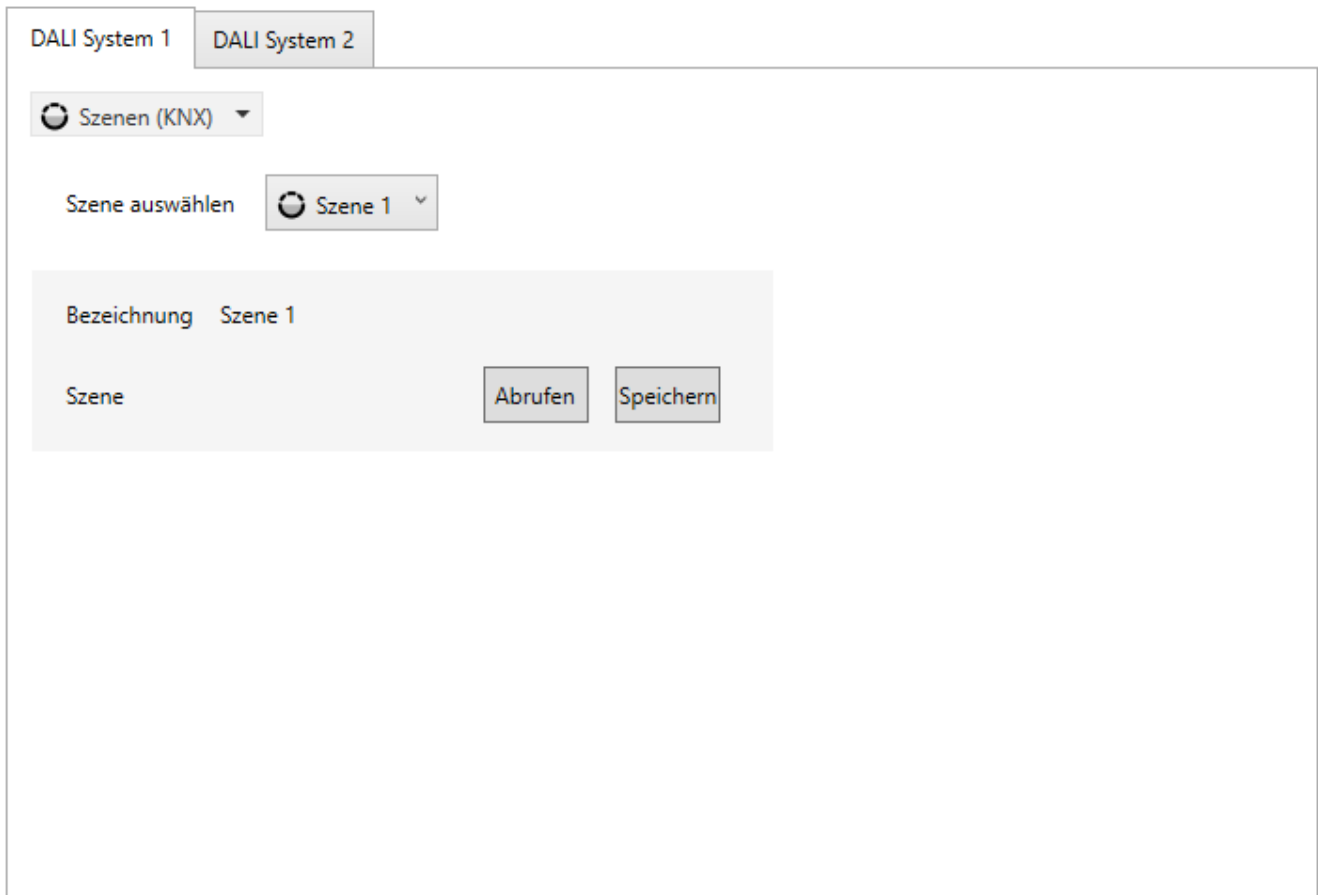 DALI System 1 DALI System 2
Szenen (KNX)
Szene auswählen Szene 1
Bezeichnung Szene 1
Szene Abrufen Speichern